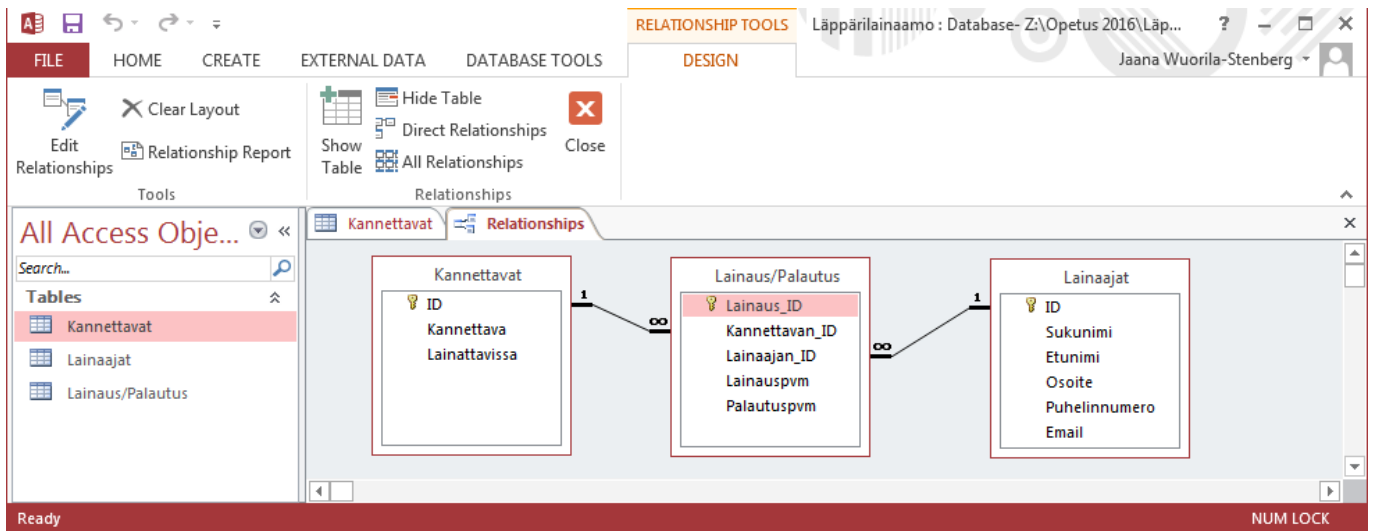 RELATIONSHIP TOOLS
Läppärilainaamo : Database- Z:\Opetus 2016\Läp...
?
FILE
HOME
CREATE
EXTERNAL DATA
DATABASE TOOLS
DESIGN
Jaana Wuorila-Stenberg
Edit
Relationships
Clear Layout
Relationship Report
Tools
Show
Table
Hide Table
Direct Relationships
All Relationships
Close
Relationships
All Access Obje...
Search...
Tables
Kannettavat
Lainaajat
Lainaus/Palautus
Kannettavat
Relationships
Kannettavat
ID
Kannettava
Lainattavissa
1
∞
Lainaus/Palautus
Lainaus_ID
Kannettavan_ID
Lainaajan_ID
Lainauspvm
Palautuspvm
∞
1
Lainaajat
ID
Sukunimi
Etunimi
Osoite
Puhelinnumero
Email
Ready
NUM LOCK